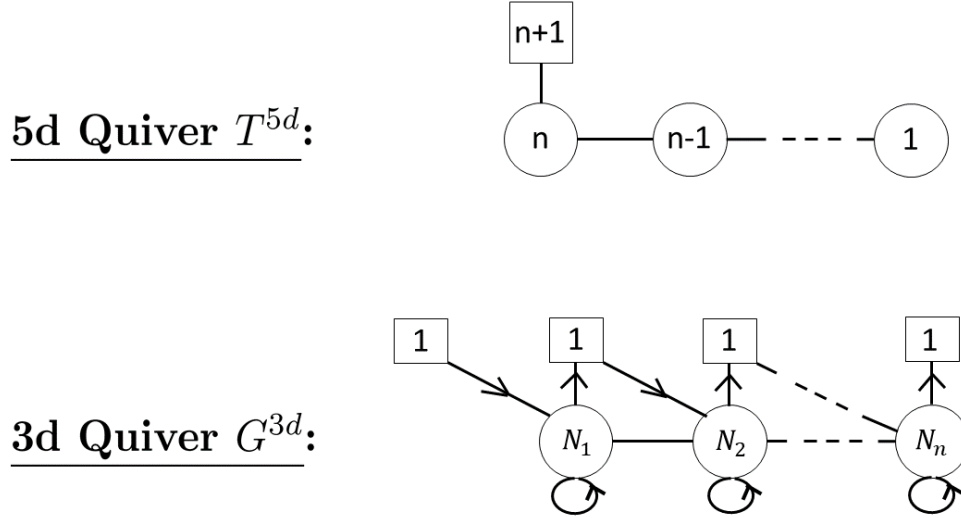 n+1
5d Quiver $T^{5d}$:
n n-1 1
1 1 1 1
3d Quiver $G^{3d}$:
$N_1$ $N_2$ $N_n$